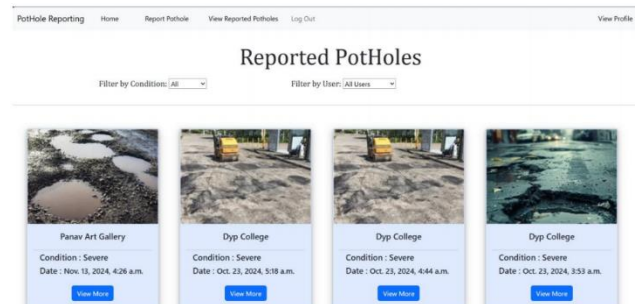 PotHole Reporting Home Report Pothole View Reported Potholes Log Out View Profile
Reported PotHoles
Filter by Condition: All Filter by User: All Users
Panav Art Gallery
Condition : Severe
Date : Nov. 13, 2024, 4:26 a.m.
View More
Dyp College
Condition : Severe
Date : Oct. 23, 2024, 5:18 a.m.
View More
Dyp College
Condition : Severe
Date : Oct. 23, 2024, 4:44 a.m.
View More
Dyp College
Condition : Severe
Date : Oct. 23, 2024, 3:53 a.m.
View More